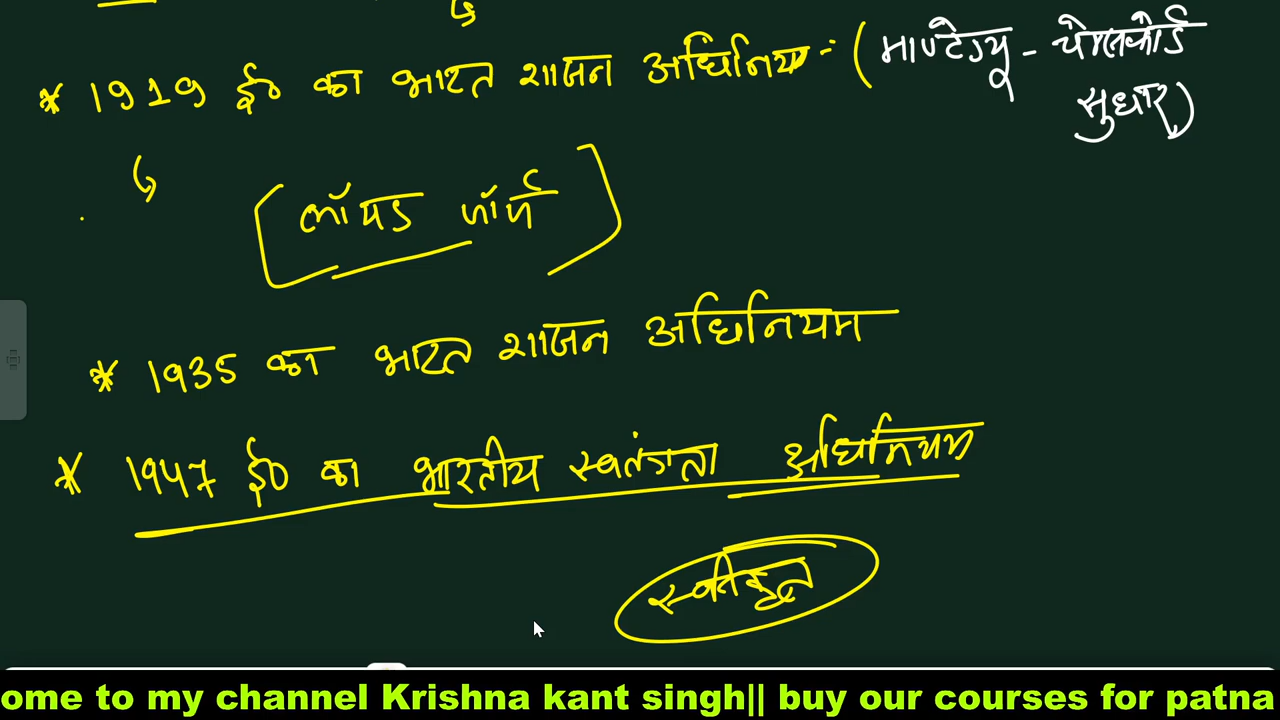 * 1919 ई० का भारत शासन अधिनियम :- (माण्टेग्यू - चेम्सफोर्ड
सुधार)
[लॉयड जॉर्ज]
* 1935 का भारत शासन अधिनियम
* 1947 ई० का भारतीय स्वतंत्रता अधिनियम
स्वीकृत
ome to my channel Krishna kant singh|| buy our courses for patna